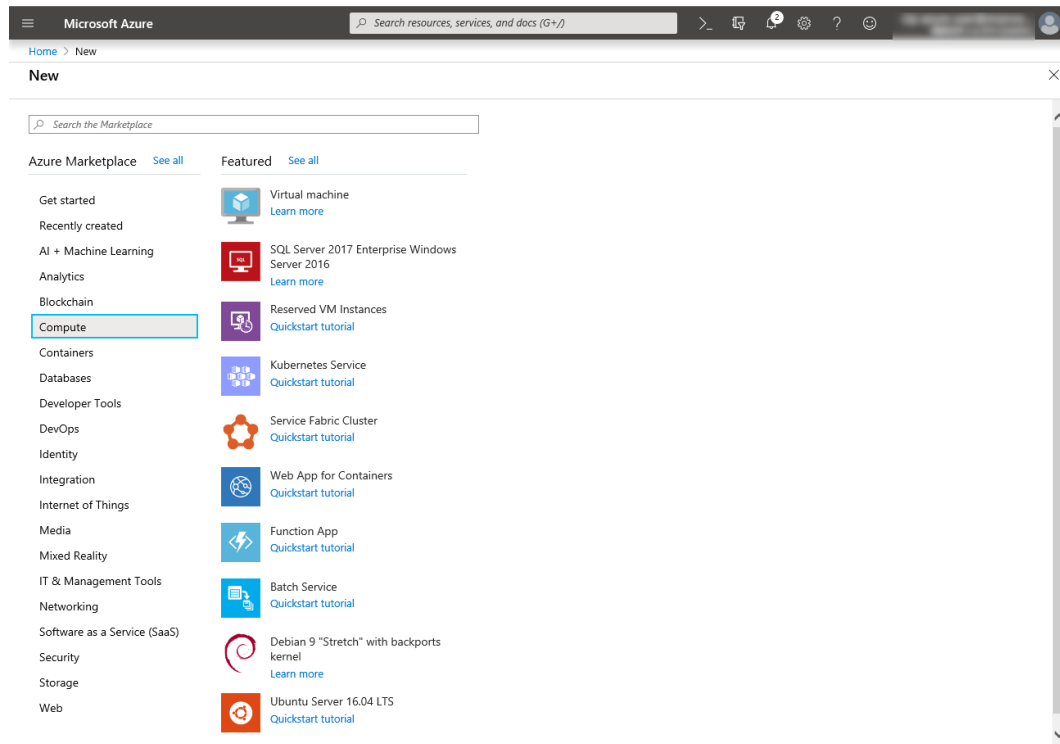 Microsoft Azure
Search resources, services, and docs (G+/)
2
Home > New
New
Search the Marketplace
Azure Marketplace See all
Get started
Recently created
AI + Machine Learning
Analytics
Blockchain
Compute
Containers
Databases
Developer Tools
DevOps
Identity
Integration
Internet of Things
Media
Mixed Reality
IT & Management Tools
Networking
Software as a Service (SaaS)
Security
Storage
Web
Featured See all
Virtual machine
Learn more
SQL
SQL Server 2017 Enterprise Windows
Server 2016
Learn more
Reserved VM Instances
Quickstart tutorial
Kubernetes Service
Quickstart tutorial
Service Fabric Cluster
Quickstart tutorial
Web App for Containers
Quickstart tutorial
Function App
Quickstart tutorial
Batch Service
Quickstart tutorial
Debian 9 "Stretch" with backports
kernel
Learn more
Ubuntu Server 16.04 LTS
Quickstart tutorial